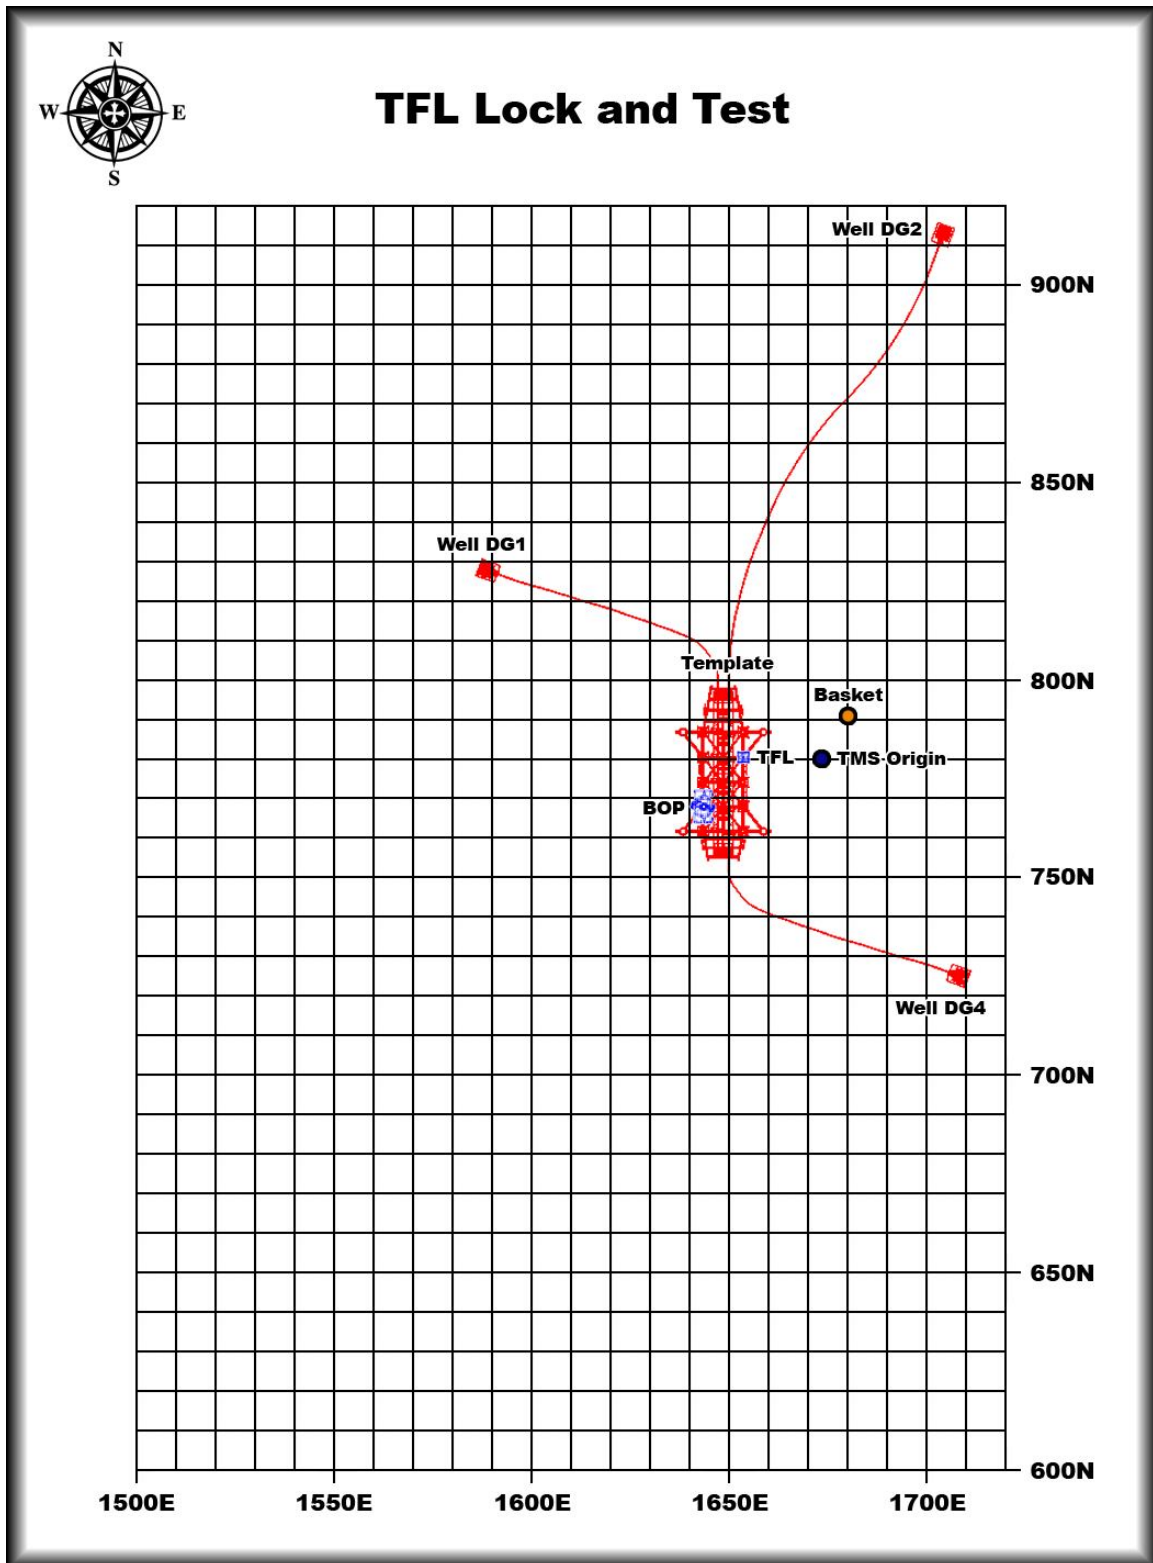 N
W
E
S
TFL Lock and Test
Well DG2
900N
850N
Well DG1
Template
800N
Basket
TFL
TMS Origin
BOP
750N
Well DG4
700N
650N
600N
1500E
1550E
1600E
1650E
1700E